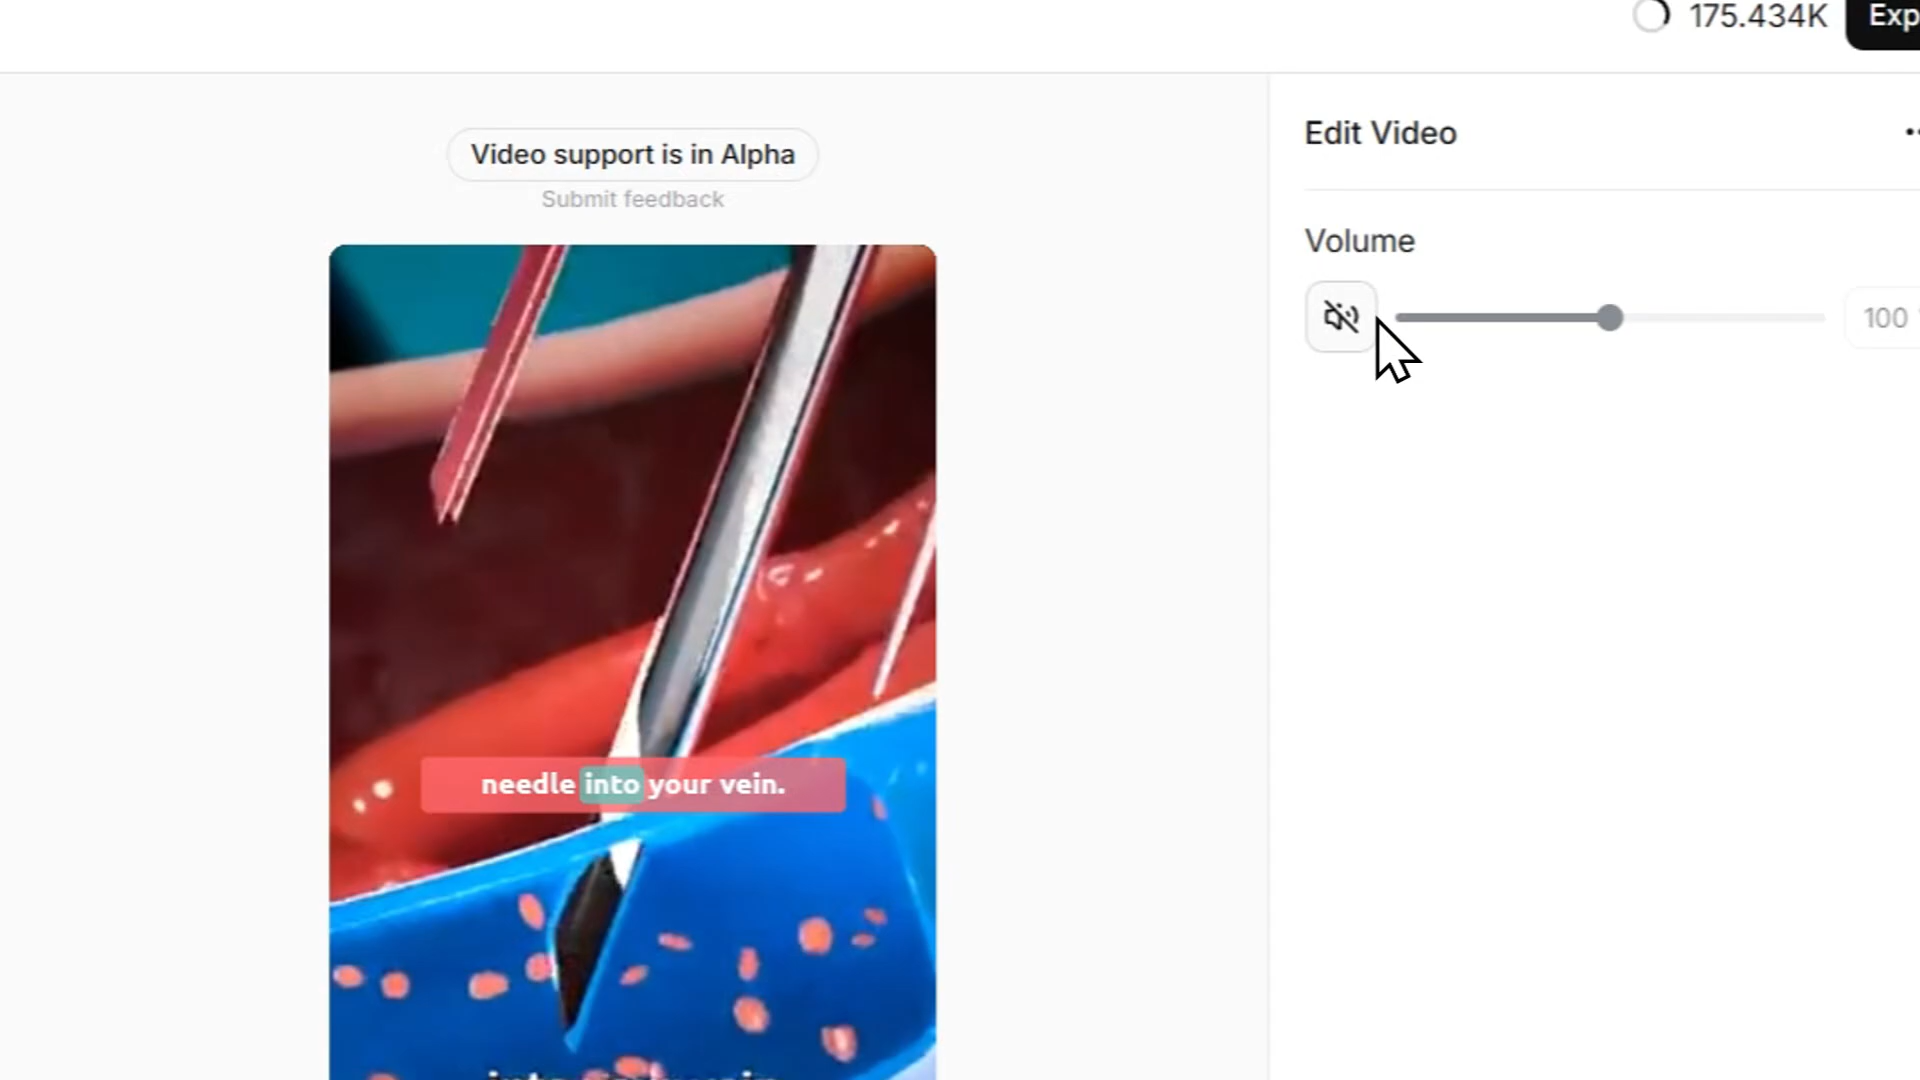 175.434K
Exp
Video support is in Alpha
Submit feedback
Edit Video
Volume
100
needle into your vein.